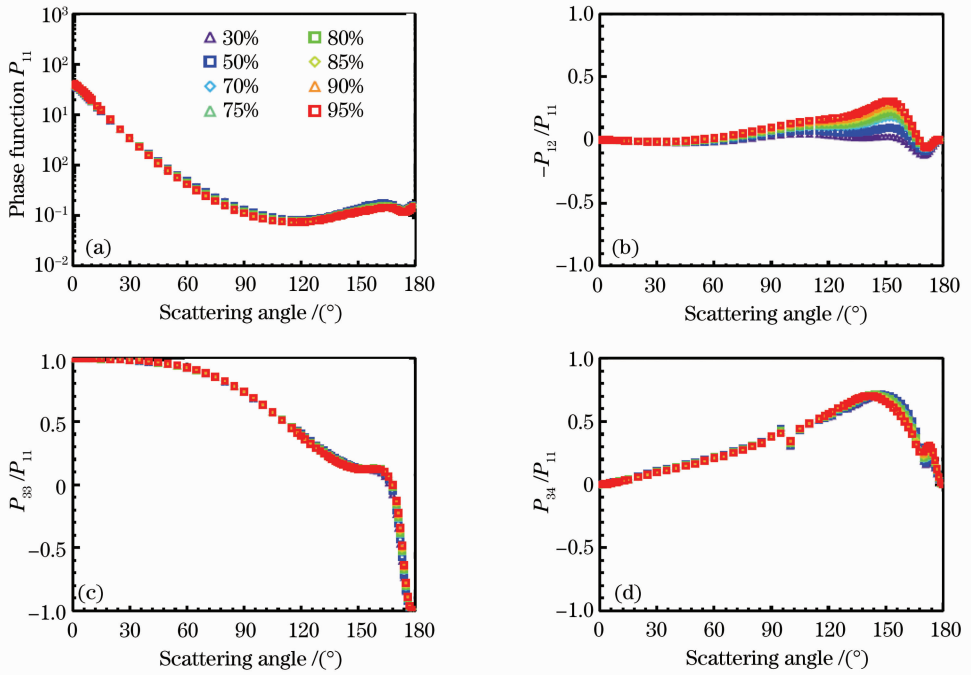 10³
10²
10¹
10⁰
10⁻¹
10⁻²
Phase function P₁₁
30%
50%
70%
75%
80%
85%
90%
95%
(a)
0 30 60 90 120 150 180
Scattering angle /(°)
1.0
0.5
0
−0.5
−1.0
−P₁₂/P₁₁
(b)
0 30 60 90 120 150 180
Scattering angle /(°)
1.0
0.5
0
−0.5
−1.0
P₃₃/P₁₁
(c)
0 30 60 90 120 150 180
Scattering angle /(°)
1.0
0.5
0
−0.5
−1.0
P₃₄/P₁₁
(d)
0 30 60 90 120 150 180
Scattering angle /(°)